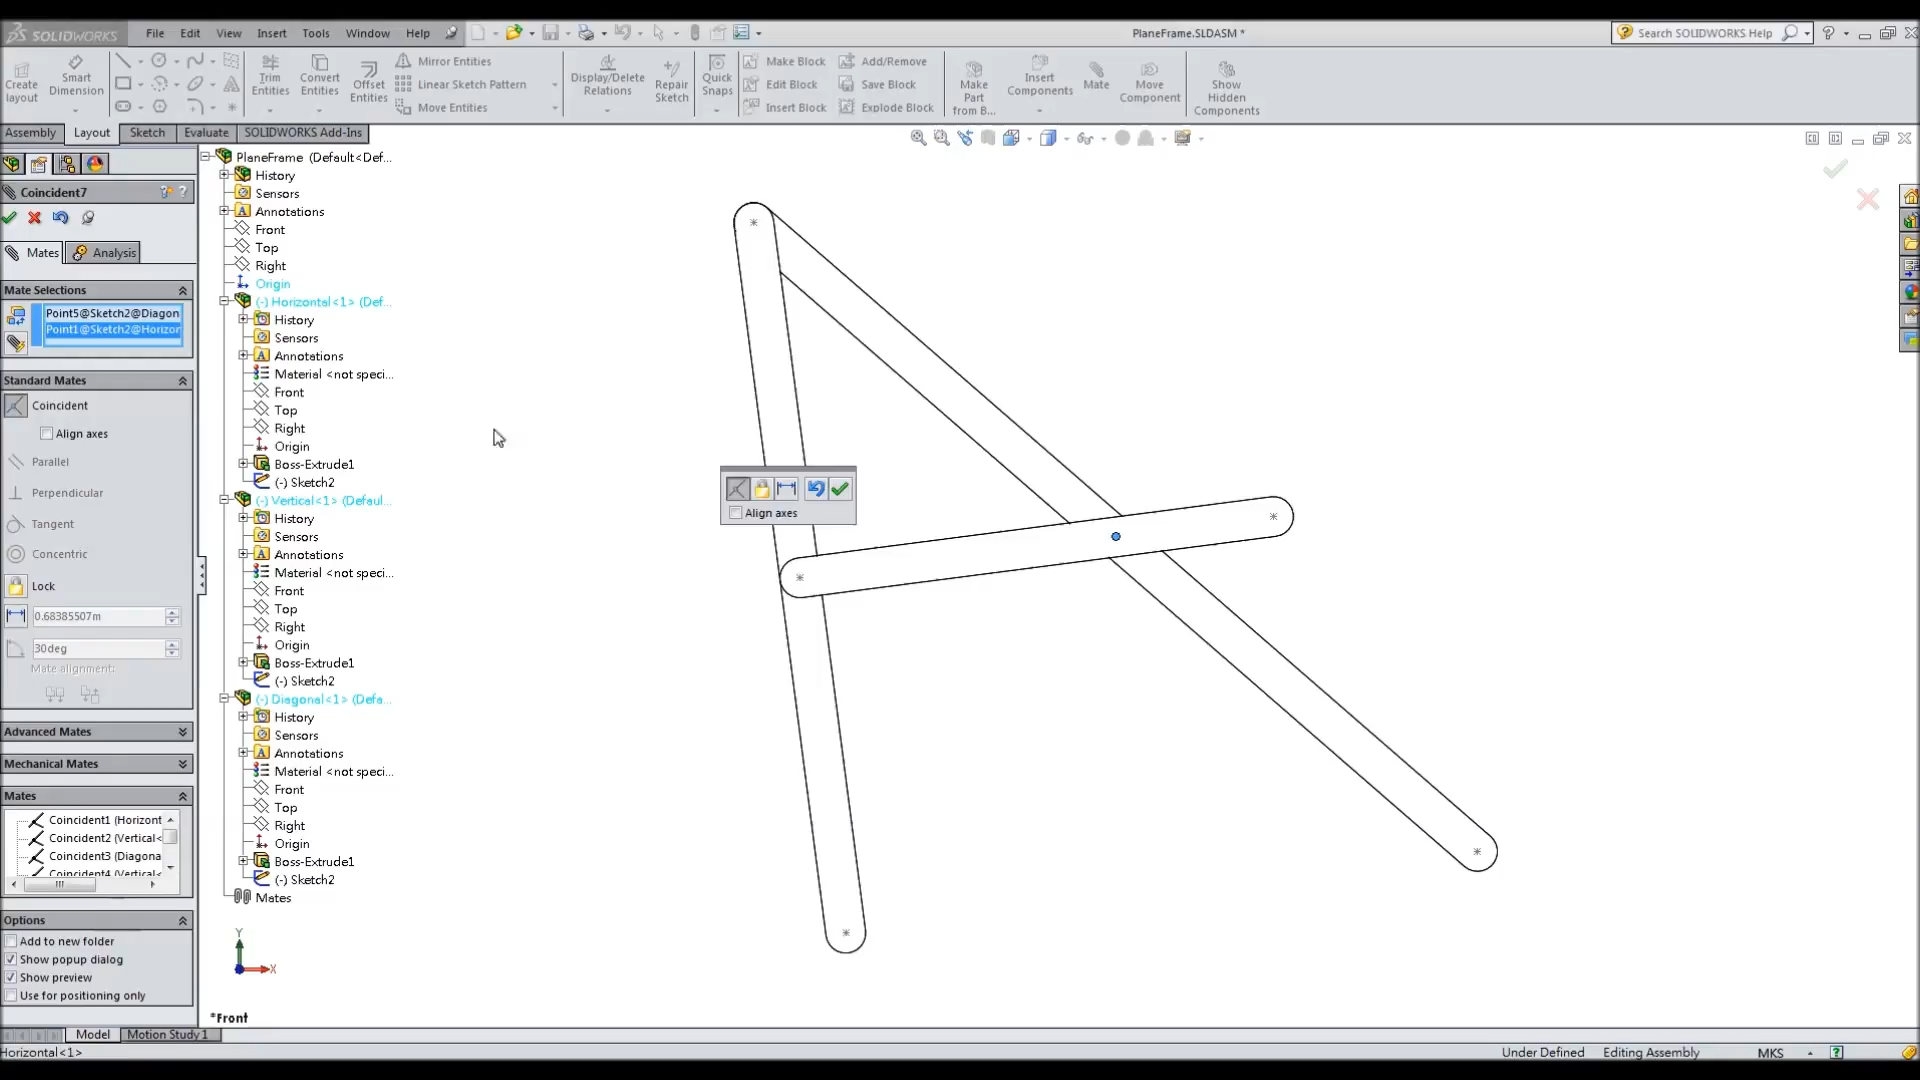 SOLIDWORKS
File Edit View Insert Tools Window Help
PlaneFrame.SLDASM *
Search SOLIDWORKS Help
Create layout
Smart Dimension
Trim Entities
Convert Entities
Offset Entities
Mirror Entities
Linear Sketch Pattern
Move Entities
Display/Delete Relations
Repair Sketch
Quick Snaps
Make Block
Edit Block
Insert Block
Add/Remove
Save Block
Explode Block
Make Part from B...
Insert Components
Mate
Move Component
Show Hidden Components
Assembly Layout Sketch Evaluate SOLIDWORKS Add-Ins
Coincident7
Mates Analysis
Mate Selections
Point5@Sketch2@Diagon
Point1@Sketch2@Horizor
Standard Mates
Coincident
Align axes
Parallel
Perpendicular
Tangent
Concentric
Lock
0.68385507m
30deg
Mate alignment:
Advanced Mates
Mechanical Mates
Mates
Coincident1 (Horizont
Coincident2 (Vertical<
Coincident3 (Diagona
Coincident4 (Vertical<
Options
Add to new folder
Show popup dialog
Show preview
Use for positioning only
PlaneFrame (Default<Def...
History
Sensors
Annotations
Front
Top
Right
Origin
(-) Horizontal<1> (Def...
History
Sensors
Annotations
Material <not speci...
Front
Top
Right
Origin
Boss-Extrude1
(-) Sketch2
(-) Vertical<1> (Defaul...
History
Sensors
Annotations
Material <not speci...
Front
Top
Right
Origin
Boss-Extrude1
(-) Sketch2
(-) Diagonal<1> (Defa...
History
Sensors
Annotations
Material <not speci...
Front
Top
Right
Origin
Boss-Extrude1
(-) Sketch2
Mates
Align axes
Y
X
*Front
Model Motion Study 1
Horizontal<1>
Under Defined Editing Assembly MKS